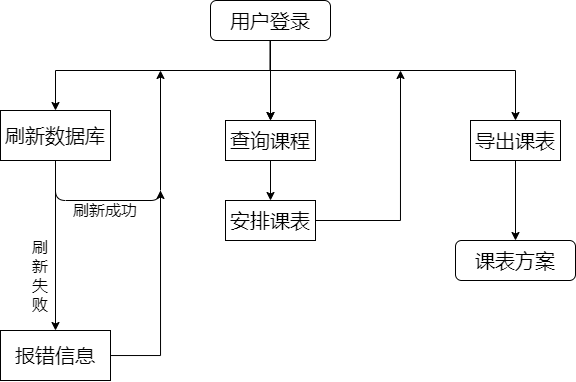 用户登录
刷新数据库
查询课程
导出课表
刷新成功
安排课表
刷新失败
课表方案
报错信息